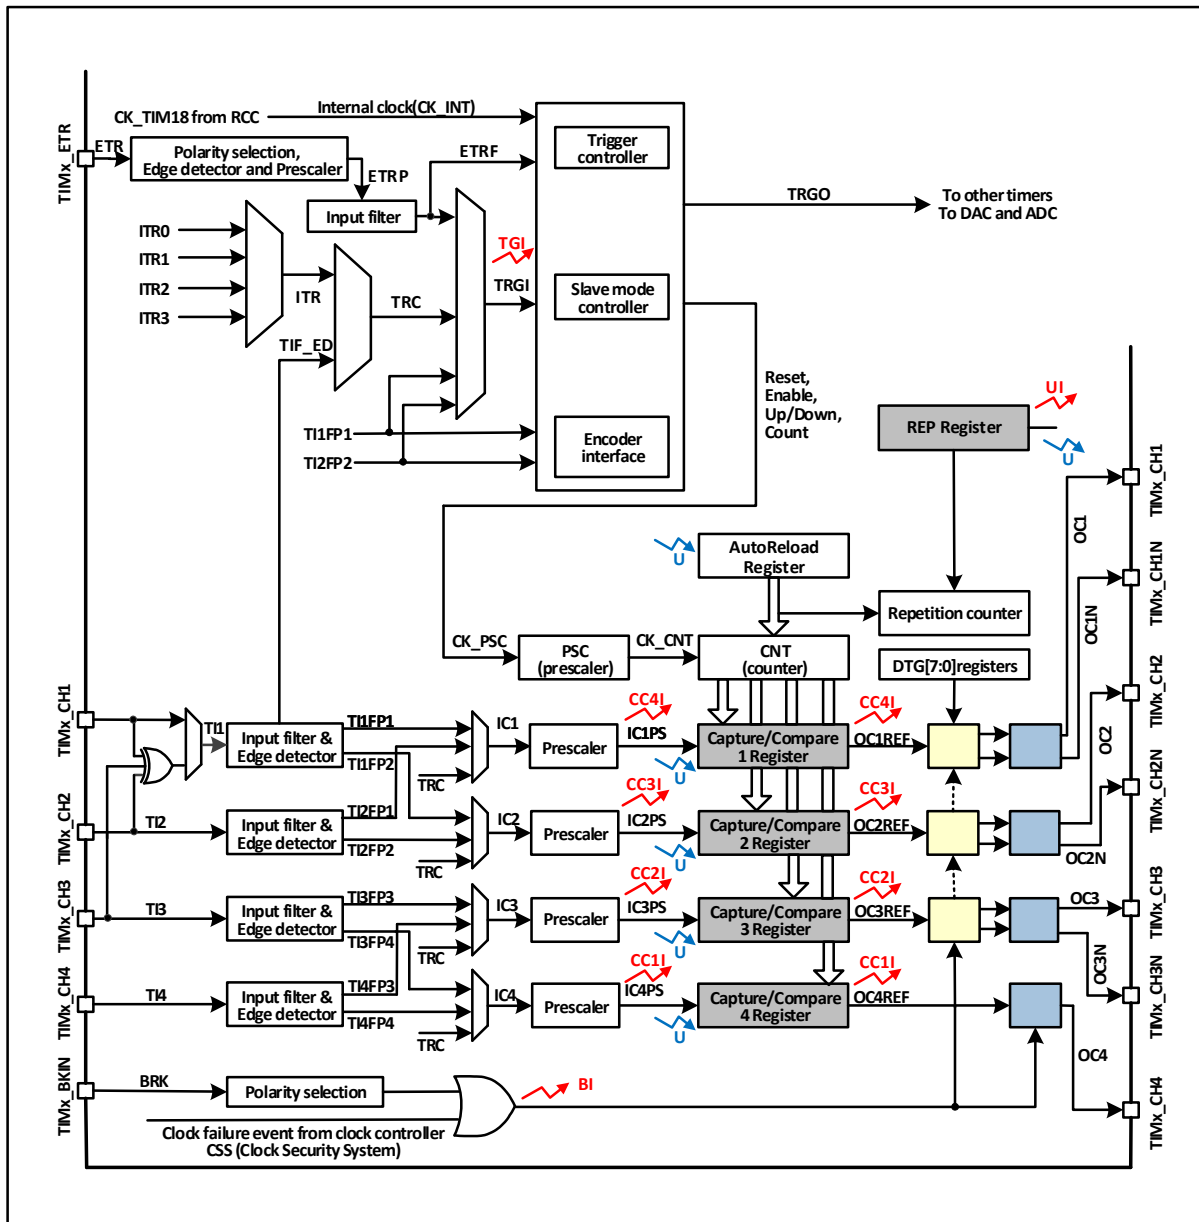 Internal clock(CK_INT)
CK_TIM18 from RCC
TIMx_ETR
ETR
Polarity selection,
Edge detector and Prescaler
ETRP
Input filter
ETRF
Trigger
controller
TRGO
To other timers
To DAC and ADC
ITR0
ITR1
ITR2
ITR3
ITR
TRC
TGI
TRGI
Slave mode
controller
TIF_ED
Reset,
Enable,
Up/Down,
Count
TI1FP1
TI2FP2
Encoder
interface
UI
REP Register
U
TIMx_CH1
OC1
U
AutoReload
Register
TIMx_CH1N
OC1N
Repetition counter
CK_PSC
PSC
(prescaler)
CK_CNT
CNT
(counter)
DTG[7:0]registers
TIMx_CH2
OC2
TIMx_CH1
TI1
Input filter &
Edge detector
TI1FP1
TI1FP2
TRC
IC1
Prescaler
CC4I
IC1PS
U
Capture/Compare
1 Register
CC4I
OC1REF
TIMx_CH2N
OC2N
TIMx_CH2
TI2
Input filter &
Edge detector
TI2FP1
TI2FP2
TRC
IC2
Prescaler
CC3I
IC2PS
U
Capture/Compare
2 Register
CC3I
OC2REF
TIMx_CH3
TI3
Input filter &
Edge detector
TI3FP3
TI3FP4
TRC
IC3
Prescaler
CC2I
IC3PS
U
Capture/Compare
3 Register
CC2I
OC3REF
OC3
TIMx_CH3
OC3N
TIMx_CH3N
TIMx_CH4
TI4
Input filter &
Edge detector
TI4FP3
TI4FP4
TRC
IC4
Prescaler
CC1I
IC4PS
U
Capture/Compare
4 Register
CC1I
OC4REF
OC4
TIMx_CH4
TIMx_BKIN
BRK
Polarity selection
BI
Clock failure event from clock controller
CSS (Clock Security System)